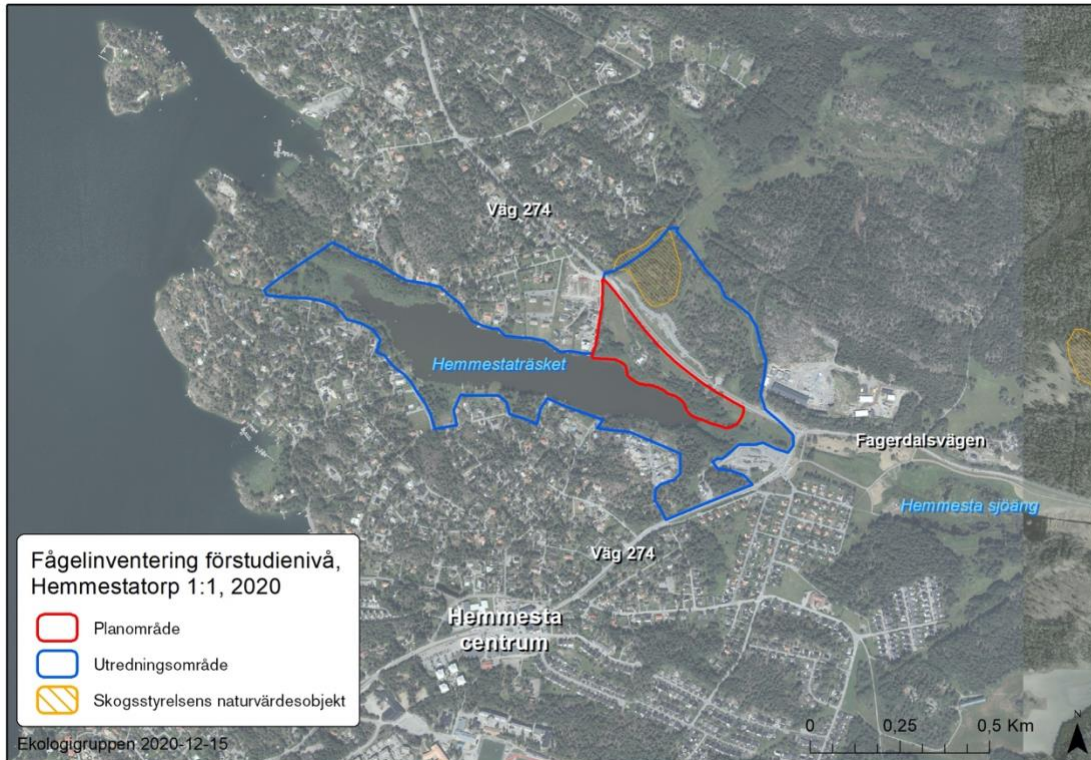 Väg 274
Hemmestaträsket
Fagerdalsvägen
Hemmesta sjöäng
Väg 274
Hemmesta
centrum
Fågelinventering förstudienivå,
Hemmestatorp 1:1, 2020
Planområde
Utredningsområde
Skogsstyrelsens naturvärdesobjekt
Ekologigruppen 2020-12-15
0 0,25 0,5 Km
N